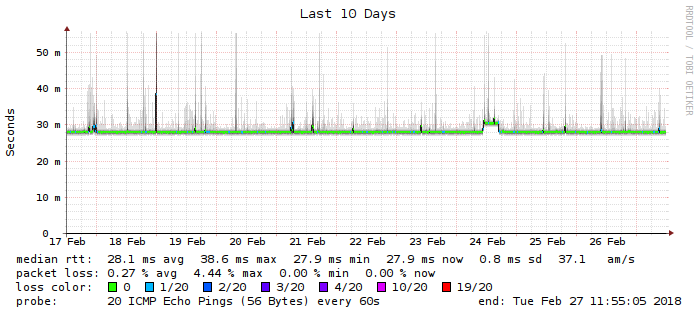 Last 10 Days
RRDTOOL / TOBI OETIKER
Seconds
50 m
40 m
30 m
20 m
10 m
0
17 Feb 18 Feb 19 Feb 20 Feb 21 Feb 22 Feb 23 Feb 24 Feb 25 Feb 26 Feb
median rtt: 28.1 ms avg 38.6 ms max 27.9 ms min 27.9 ms now 0.8 ms sd 37.1 am/s
packet loss: 0.27 % avg 4.44 % max 0.00 % min 0.00 % now
loss color: 0 1/20 2/20 3/20 4/20 10/20 19/20
probe: 20 ICMP Echo Pings (56 Bytes) every 60s end: Tue Feb 27 11:55:05 2018